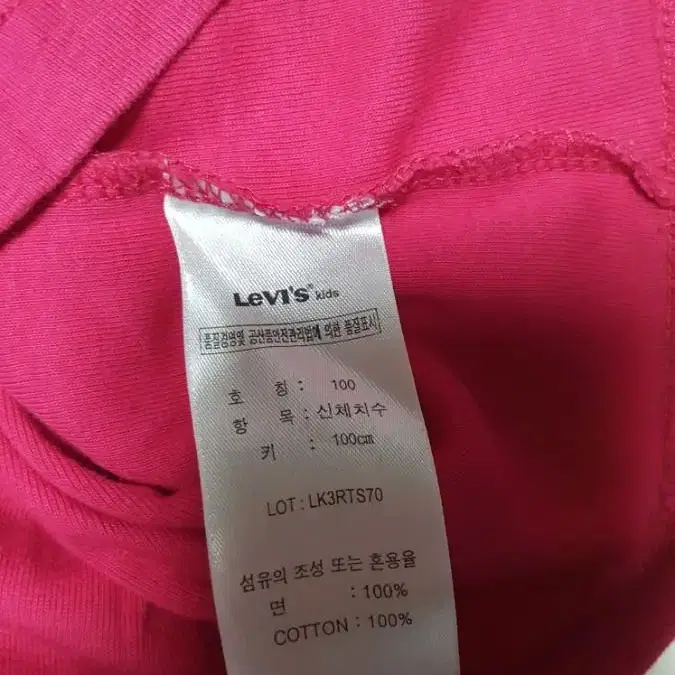 LeVI's kids
품질경영및 공산품안전관리법에 의한 품질표시
호 칭 : 100
항 목 : 신체치수
키 : 100cm
LOT : LK3RTS70
섬유의 조성 또는 혼용율
면 : 100%
COTTON : 100%